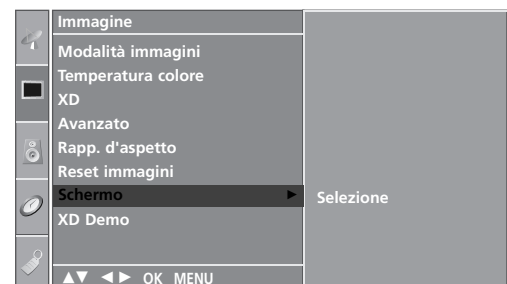 Immagine
Modalità immagini
Temperatura colore
XD
Avanzato
Rapp. d'aspetto
Reset immagini
Schermo ► Selezione
XD Demo
▲▼ ◄► OK MENU